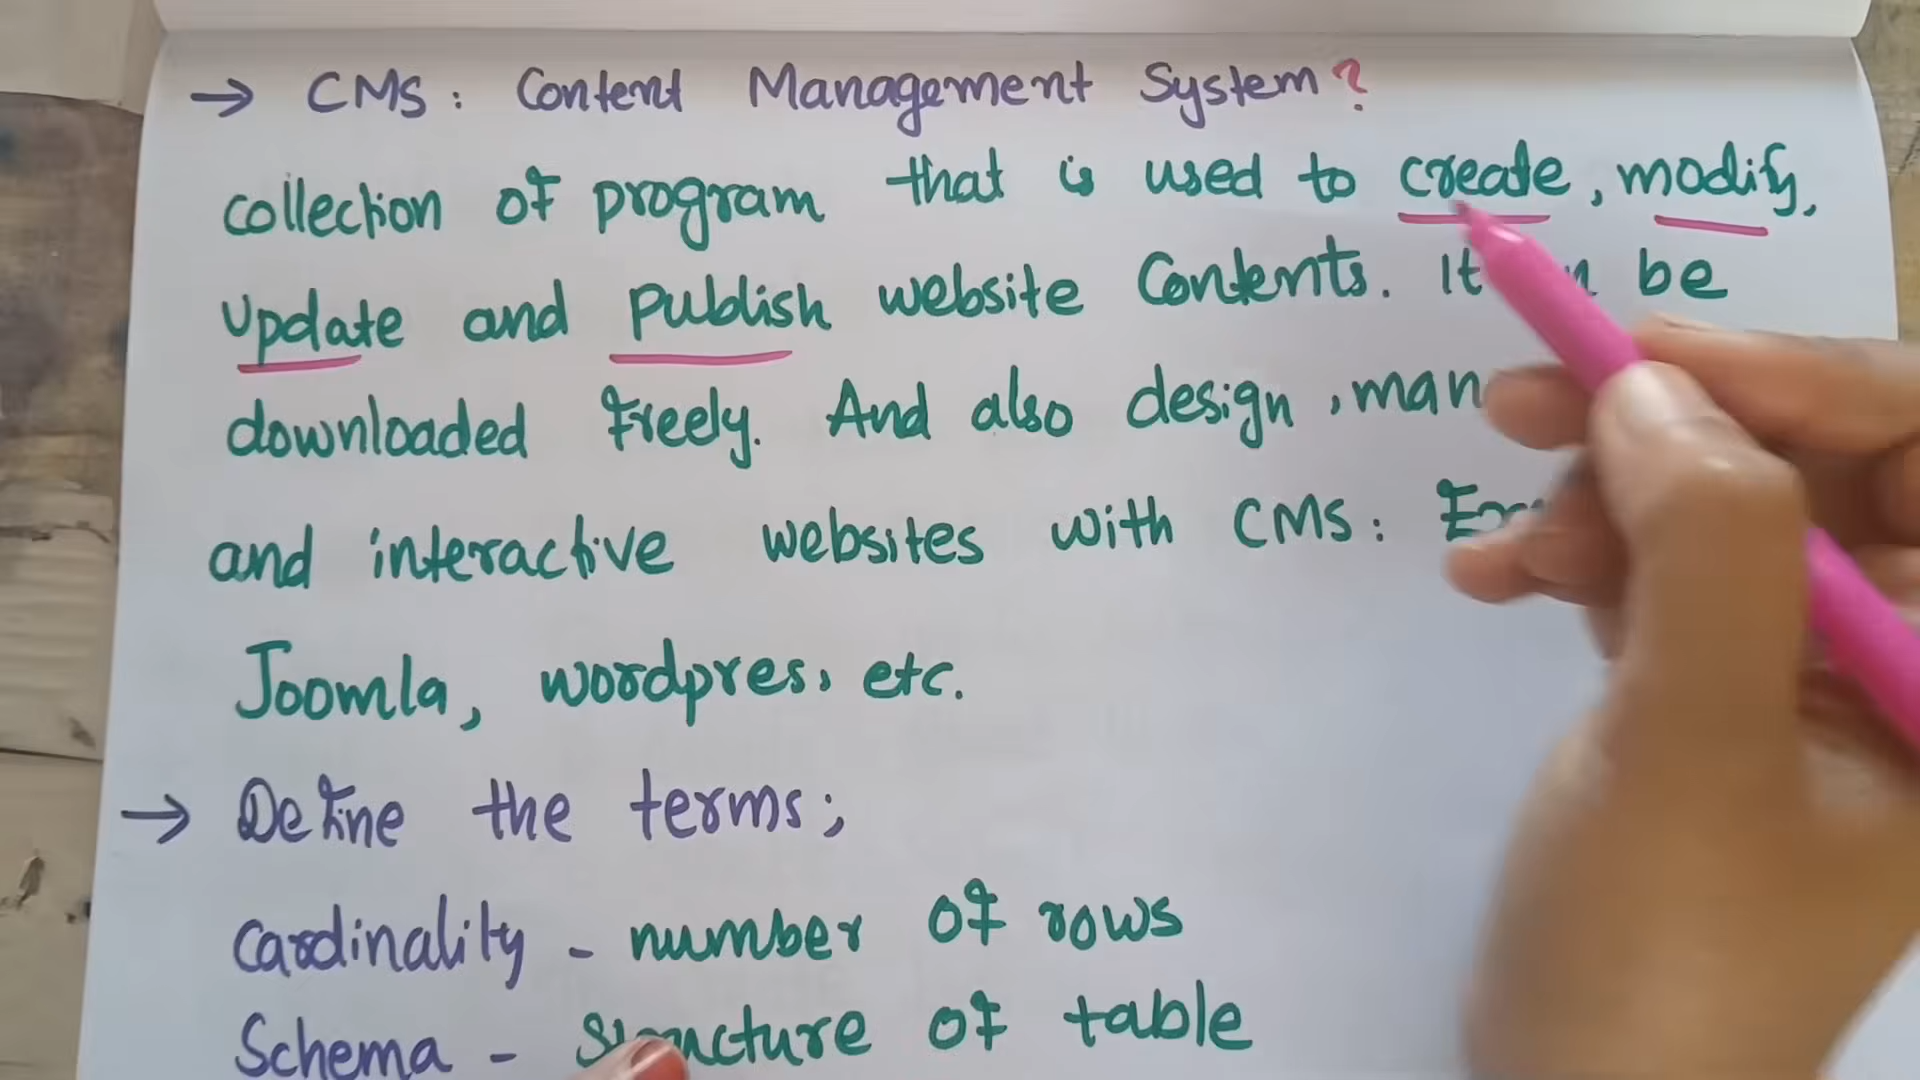 → CMS: Content Management System?
collection of program that is used to create, modify,
update and publish website Contents. It be
downloaded freely. And also design, man
and interactive websites with CMS:
Joomla, wordpres, etc.
→ Define the terms;
Cardinality - number of rows
Schema - structure of table